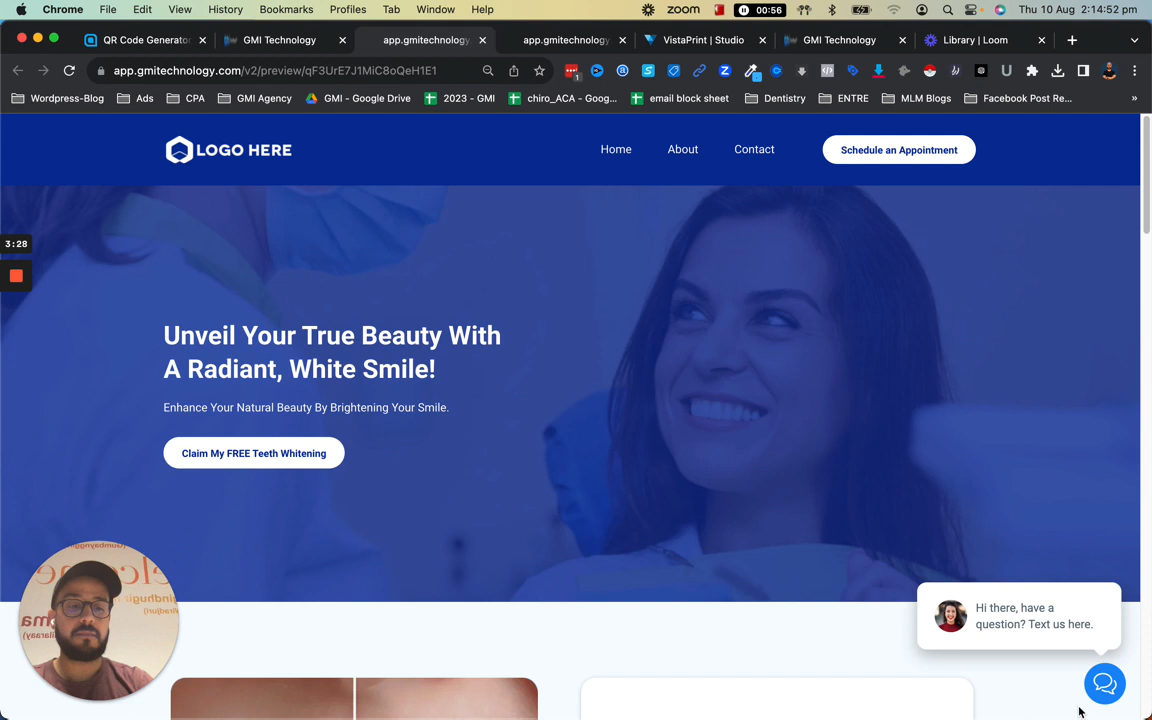 Chrome File Edit View History Bookmarks Profiles Tab Window Help zoom 00:56 Thu 10 Aug 2:14:52 pm
QR Code Generator GMI Technology app.gmitechnology. app.gmitechnology. VistaPrint | Studio GMI Technology Library | Loom
app.gmitechnology.com/v2/preview/qF3UrE7J1MiC8oQeH1E1
Wordpress-Blog Ads CPA GMI Agency GMI - Google Drive 2023 - GMI chiro_ACA - Goog... email block sheet Dentistry ENTRE MLM Blogs Facebook Post Re... »
LOGO HERE Home About Contact Schedule an Appointment
3:28
Unveil Your True Beauty With
A Radiant, White Smile!
Enhance Your Natural Beauty By Brightening Your Smile.
Claim My FREE Teeth Whitening
Hi there, have a
question? Text us here.